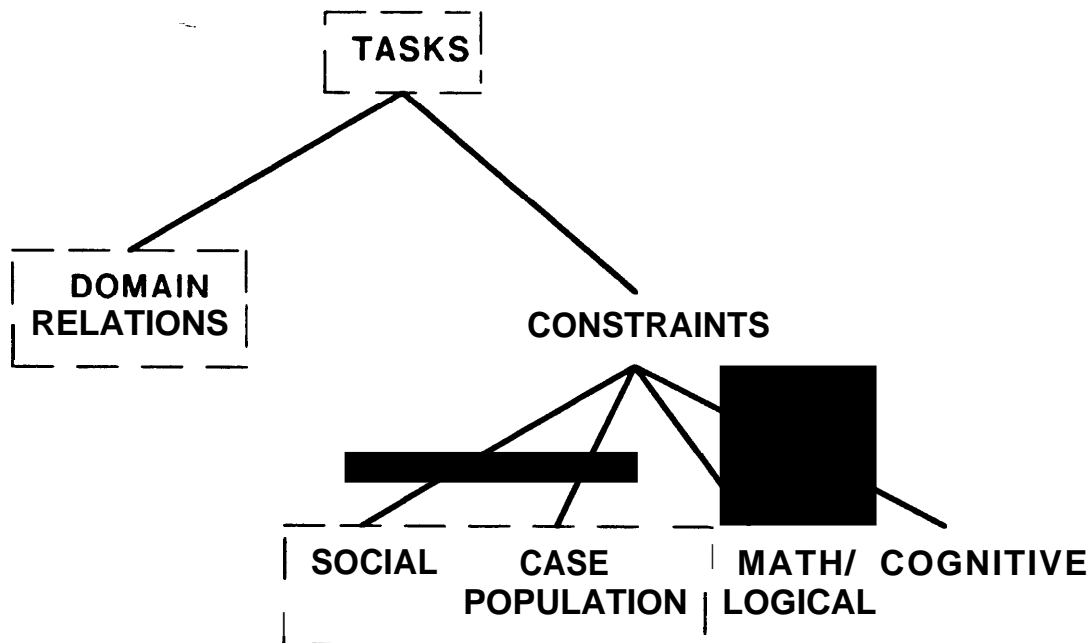 TASKS
DOMAIN
RELATIONS
CONSTRAINTS
SOCIAL
CASE
POPULATION
MATH/
LOGICAL
COGNITIVE